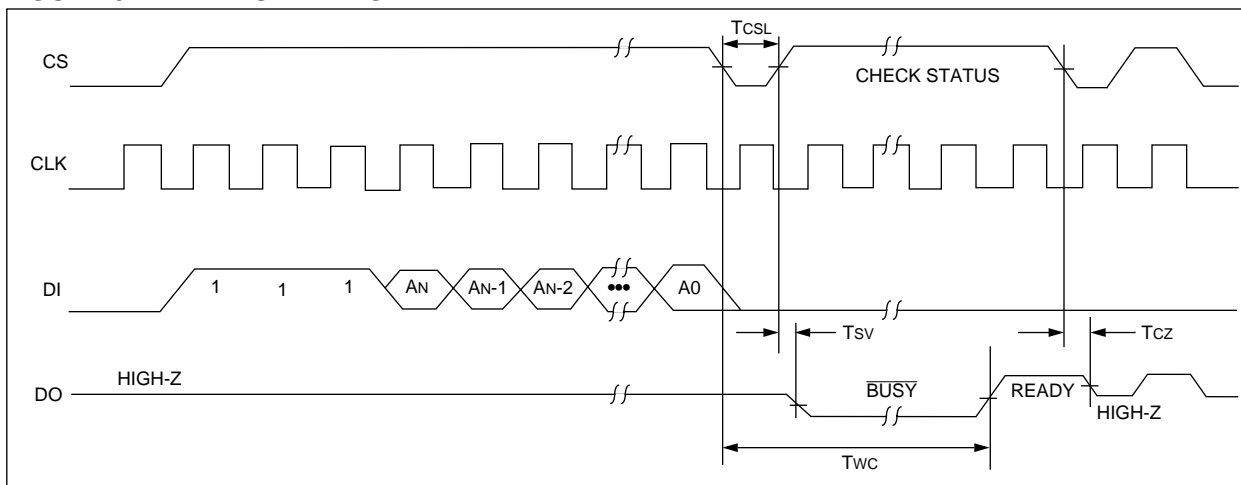 TCSL
CS
CHECK STATUS
CLK
DI
1 1 1 AN AN-1 AN-2 ••• A0
TSV
TCZ
HIGH-Z
DO
BUSY
READY
HIGH-Z
TWC